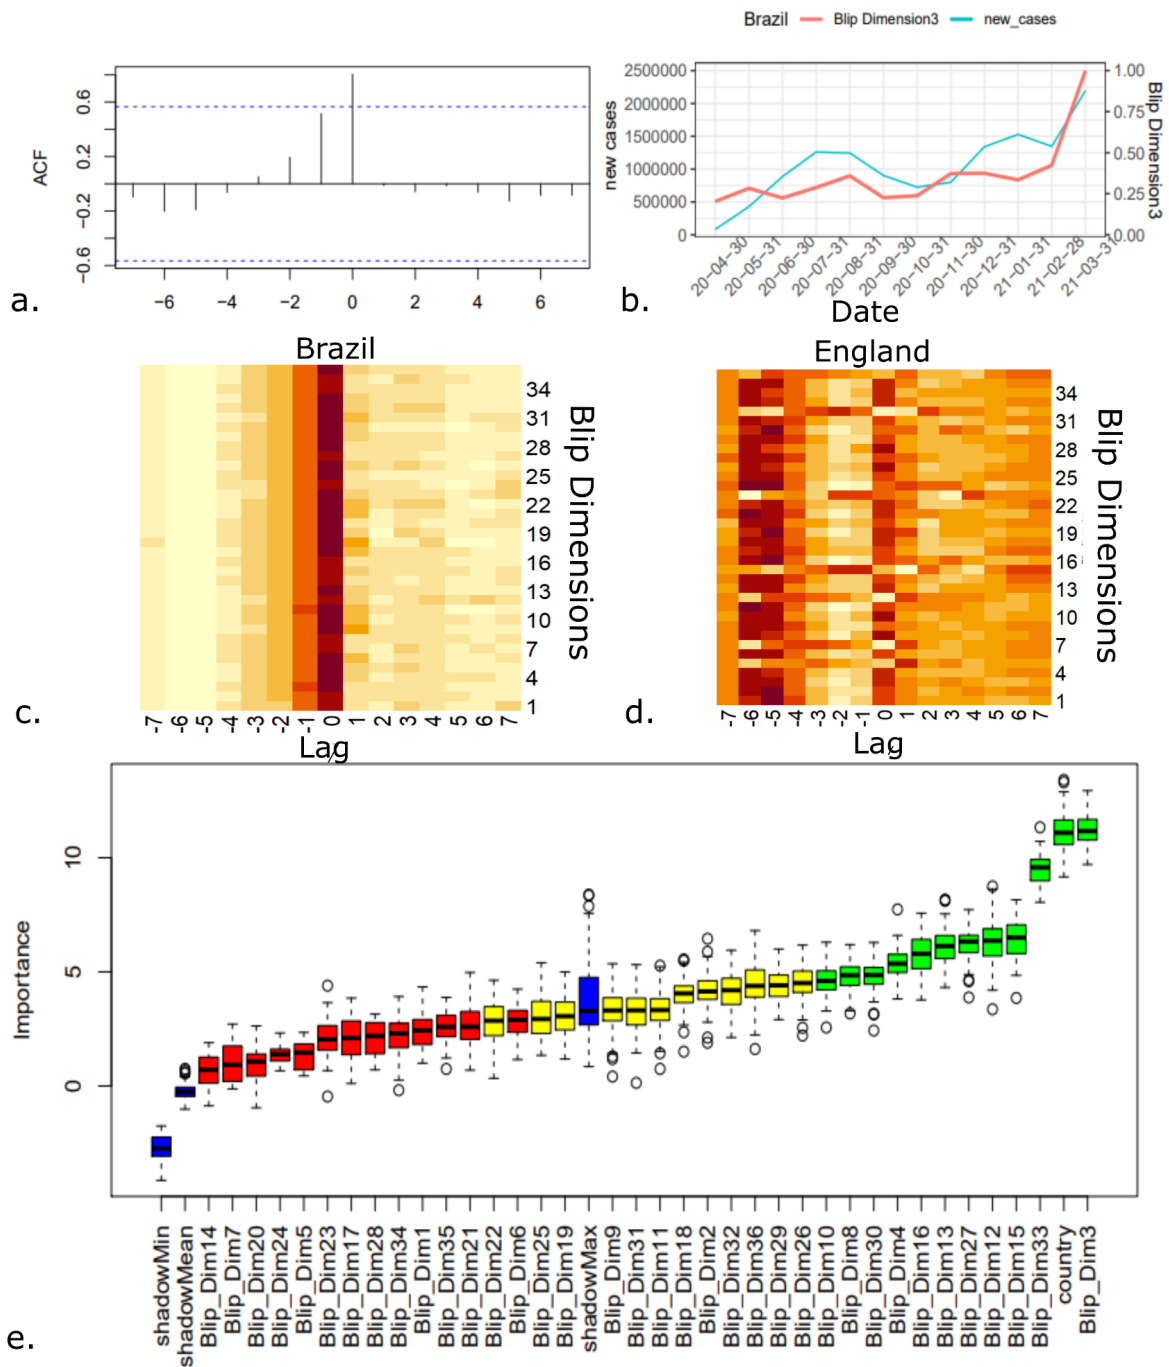 Brazil Blip Dimension3 new_cases
ACF
0.6
0.2
−0.2
−0.6
−6 −4 −2 0 2 4 6
a.
new cases
2500000
2000000
1500000
1000000
500000
0
1.00
0.75
0.50
0.25
0.00
Blip Dimension3
20−04−30
20−05−31
20−06−30
20−07−31
20−08−31
20−09−30
20−10−31
20−11−30
20−12−31
21−01−31
21−02−28
21−03−31
b.
Date
Brazil
34
31
28
25
22
19
16
13
10
7
4
1
Blip Dimensions
-7 -6 -5 -4 -3 -2 -1 0 1 2 3 4 5 6 7
c.
Lag
England
34
31
28
25
22
19
16
13
10
7
4
1
Blip Dimensions
-7 -6 -5 -4 -3 -2 -1 0 1 2 3 4 5 6 7
d.
Lag
Importance
10
5
0
shadowMin
shadowMean
Blip_Dim14
Blip_Dim7
Blip_Dim20
Blip_Dim24
Blip_Dim5
Blip_Dim23
Blip_Dim17
Blip_Dim28
Blip_Dim34
Blip_Dim1
Blip_Dim35
Blip_Dim21
Blip_Dim22
Blip_Dim6
Blip_Dim25
Blip_Dim19
shadowMax
Blip_Dim9
Blip_Dim31
Blip_Dim11
Blip_Dim18
Blip_Dim2
Blip_Dim32
Blip_Dim36
Blip_Dim29
Blip_Dim26
Blip_Dim10
Blip_Dim8
Blip_Dim30
Blip_Dim4
Blip_Dim16
Blip_Dim13
Blip_Dim27
Blip_Dim12
Blip_Dim15
Blip_Dim33
country
Blip_Dim3
e.